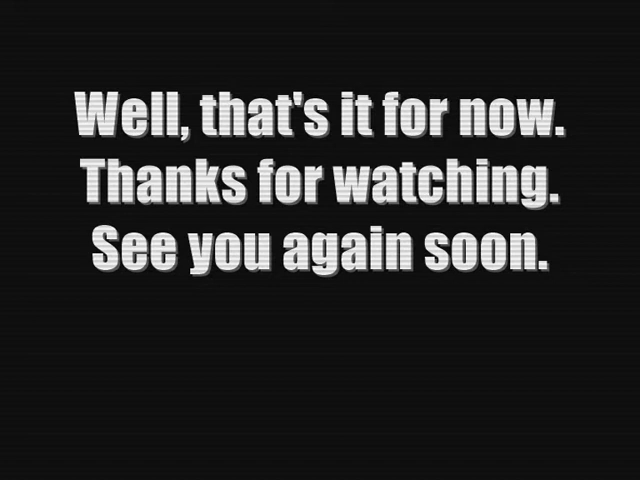 Well, that's it for now.
Thanks for watching.
See you again soon.